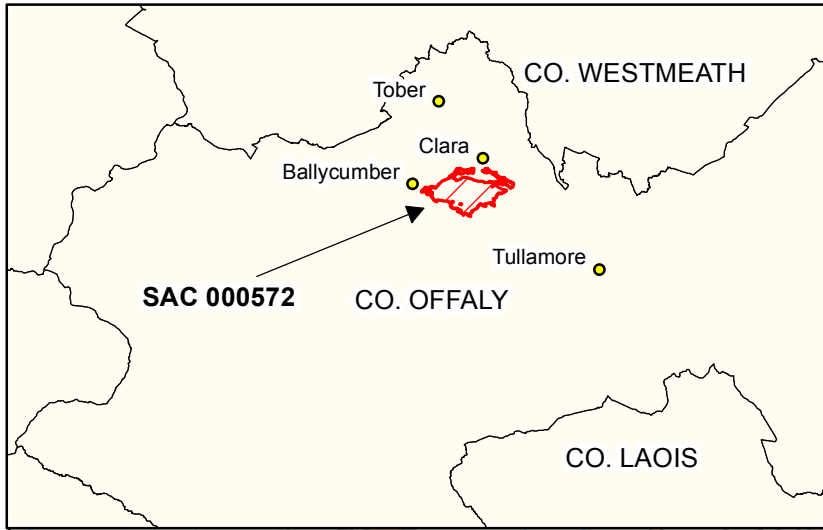 CO. WESTMEATH
Tober
Clara
Ballycumber
Tullamore
SAC 000572
CO. OFFALY
CO. LAOIS